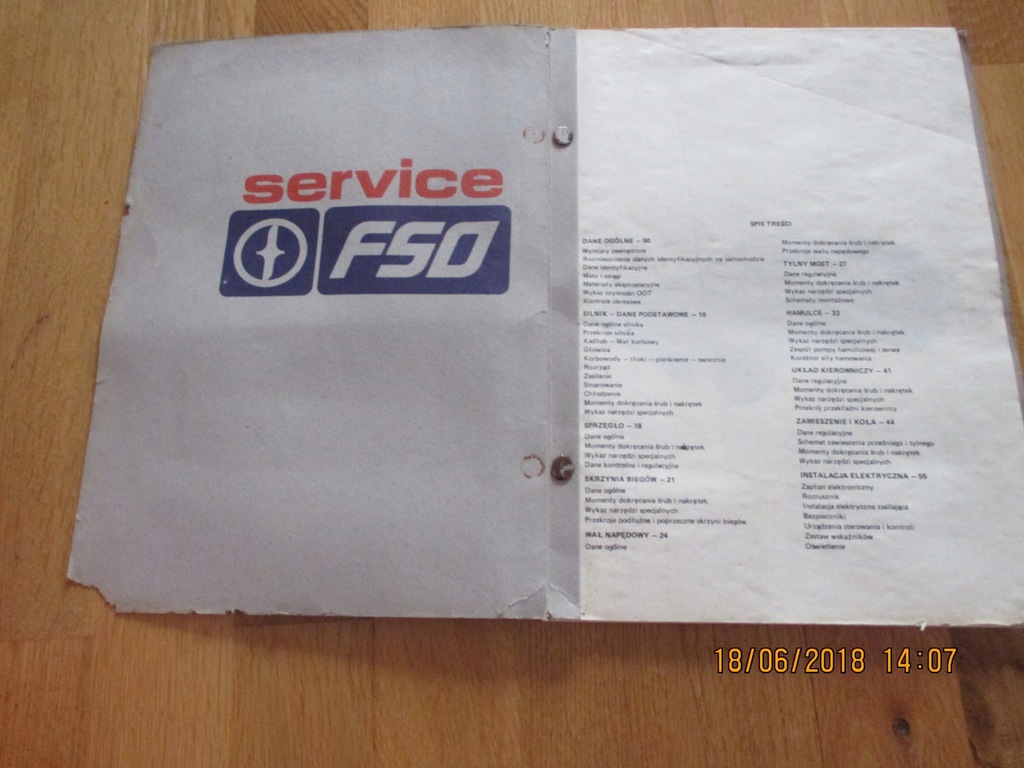 service
FSO
SPIS TREŚCI
DANE OGÓLNE – 00
Wymiary zewnętrzne
Rozmieszczenie danych identyfikacyjnych na samochodzie
Dane identyfikacyjne
Masy i osiągi
Materiały eksploatacyjne
Wykaz czynności OOT
Kontrole okresowe
SILNIK – DANE PODSTAWOWE – 10
Dane ogólne silnika
Przekroje silnika
Kadłub – Wał korbowy
Głowica
Korbowody – tłoki – pierścienie – sworznie
Rozrząd
Zasilanie
Smarowanie
Chłodzenie
Momenty dokręcania śrub i nakrętek
Wykaz narzędzi specjalnych
SPRZĘGŁO – 18
Dane ogólne
Momenty dokręcania śrub i nakrętek
Wykaz narzędzi specjalnych
Dane kontrolne i regulacyjne
SKRZYNIA BIEGÓW – 21
Dane ogólne
Momenty dokręcania śrub i nakrętek
Wykaz narzędzi specjalnych
Przekroje podłużne i poprzeczne skrzyni biegów
WAŁ NAPĘDOWY – 24
Dane ogólne
Momenty dokręcania śrub i nakrętek
Przekroje wału napędowego
TYLNY MOST – 27
Dane regulacyjne
Momenty dokręcania śrub i nakrętek
Wykaz narzędzi specjalnych
Schematy montażowe
HAMULCE – 33
Dane ogólne
Momenty dokręcania śrub i nakrętek
Wykaz narzędzi specjalnych
Zespół pompy hamulcowej i serwa
Korektor siły hamowania
UKŁAD KIEROWNICZY – 41
Dane regulacyjne
Momenty dokręcania śrub i nakrętek
Wykaz narzędzi specjalnych
Przekrój przekładni kierownicy
ZAWIESZENIE I KOŁA – 44
Dane regulacyjne
Schemat zawieszenia przedniego i tylnego
Momenty dokręcania śrub i nakrętek
Wykaz narzędzi specjalnych
INSTALACJA ELEKTRYCZNA – 55
Zapłon elektroniczny
Rozrusznik
Instalacja elektryczna zasilająca
Bezpieczniki
Urządzenia sterowania i kontroli
Zestaw wskaźników
Oświetlenie
18/06/2018 14:07